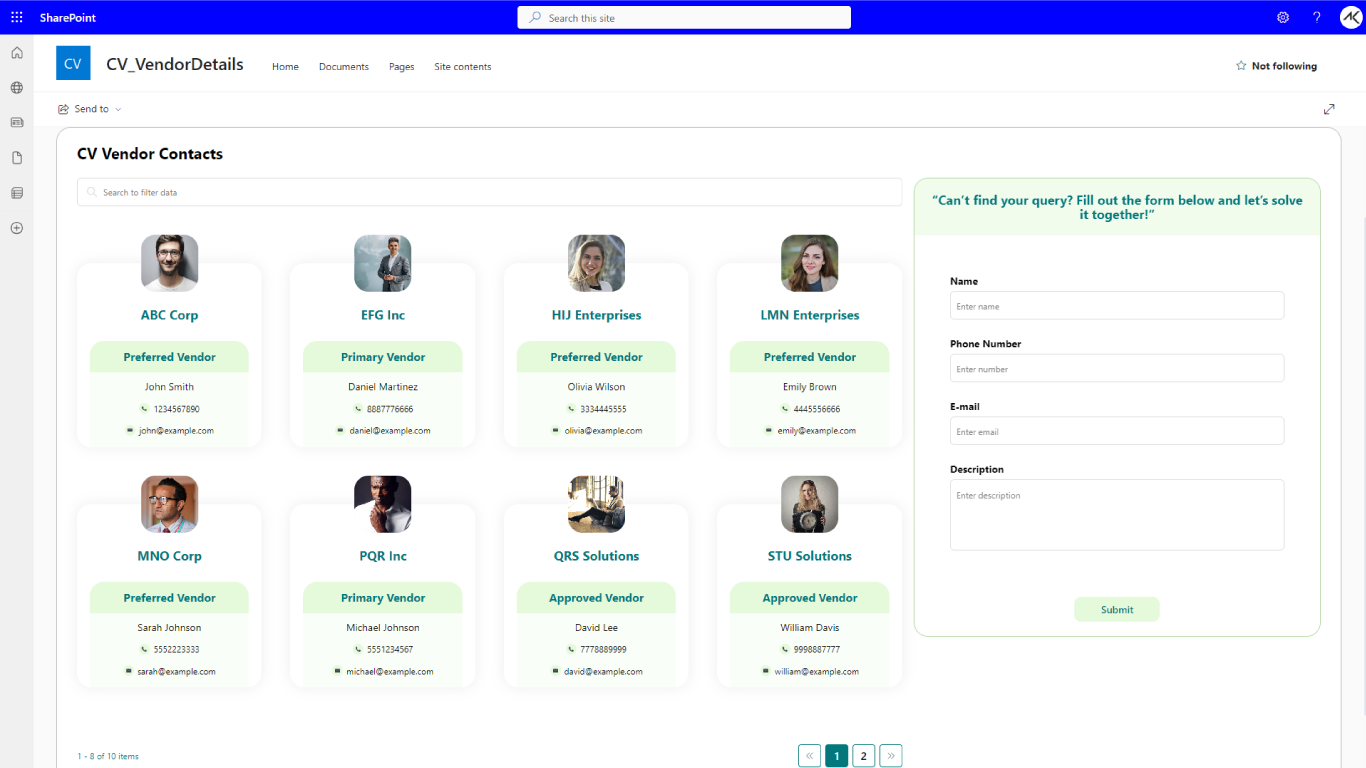 SharePoint
Search this site
?
AK
CV
CV_VendorDetails
Home
Documents
Pages
Site contents
Not following
Send to
CV Vendor Contacts
Search to filter data
ABC Corp
Preferred Vendor
John Smith
1234567890
john@example.com
EFG Inc
Primary Vendor
Daniel Martinez
8887776666
daniel@example.com
HIJ Enterprises
Preferred Vendor
Olivia Wilson
3334445555
olivia@example.com
LMN Enterprises
Preferred Vendor
Emily Brown
4445556666
emily@example.com
MNO Corp
Preferred Vendor
Sarah Johnson
5552223333
sarah@example.com
PQR Inc
Primary Vendor
Michael Johnson
5551234567
michael@example.com
QRS Solutions
Approved Vendor
David Lee
7778889999
david@example.com
STU Solutions
Approved Vendor
William Davis
9998887777
william@example.com
1 - 8 of 10 items
«
1
2
»
“Can’t find your query? Fill out the form below and let’s solve
it together!”
Name
Enter name
Phone Number
Enter number
E-mail
Enter email
Description
Enter description
Submit